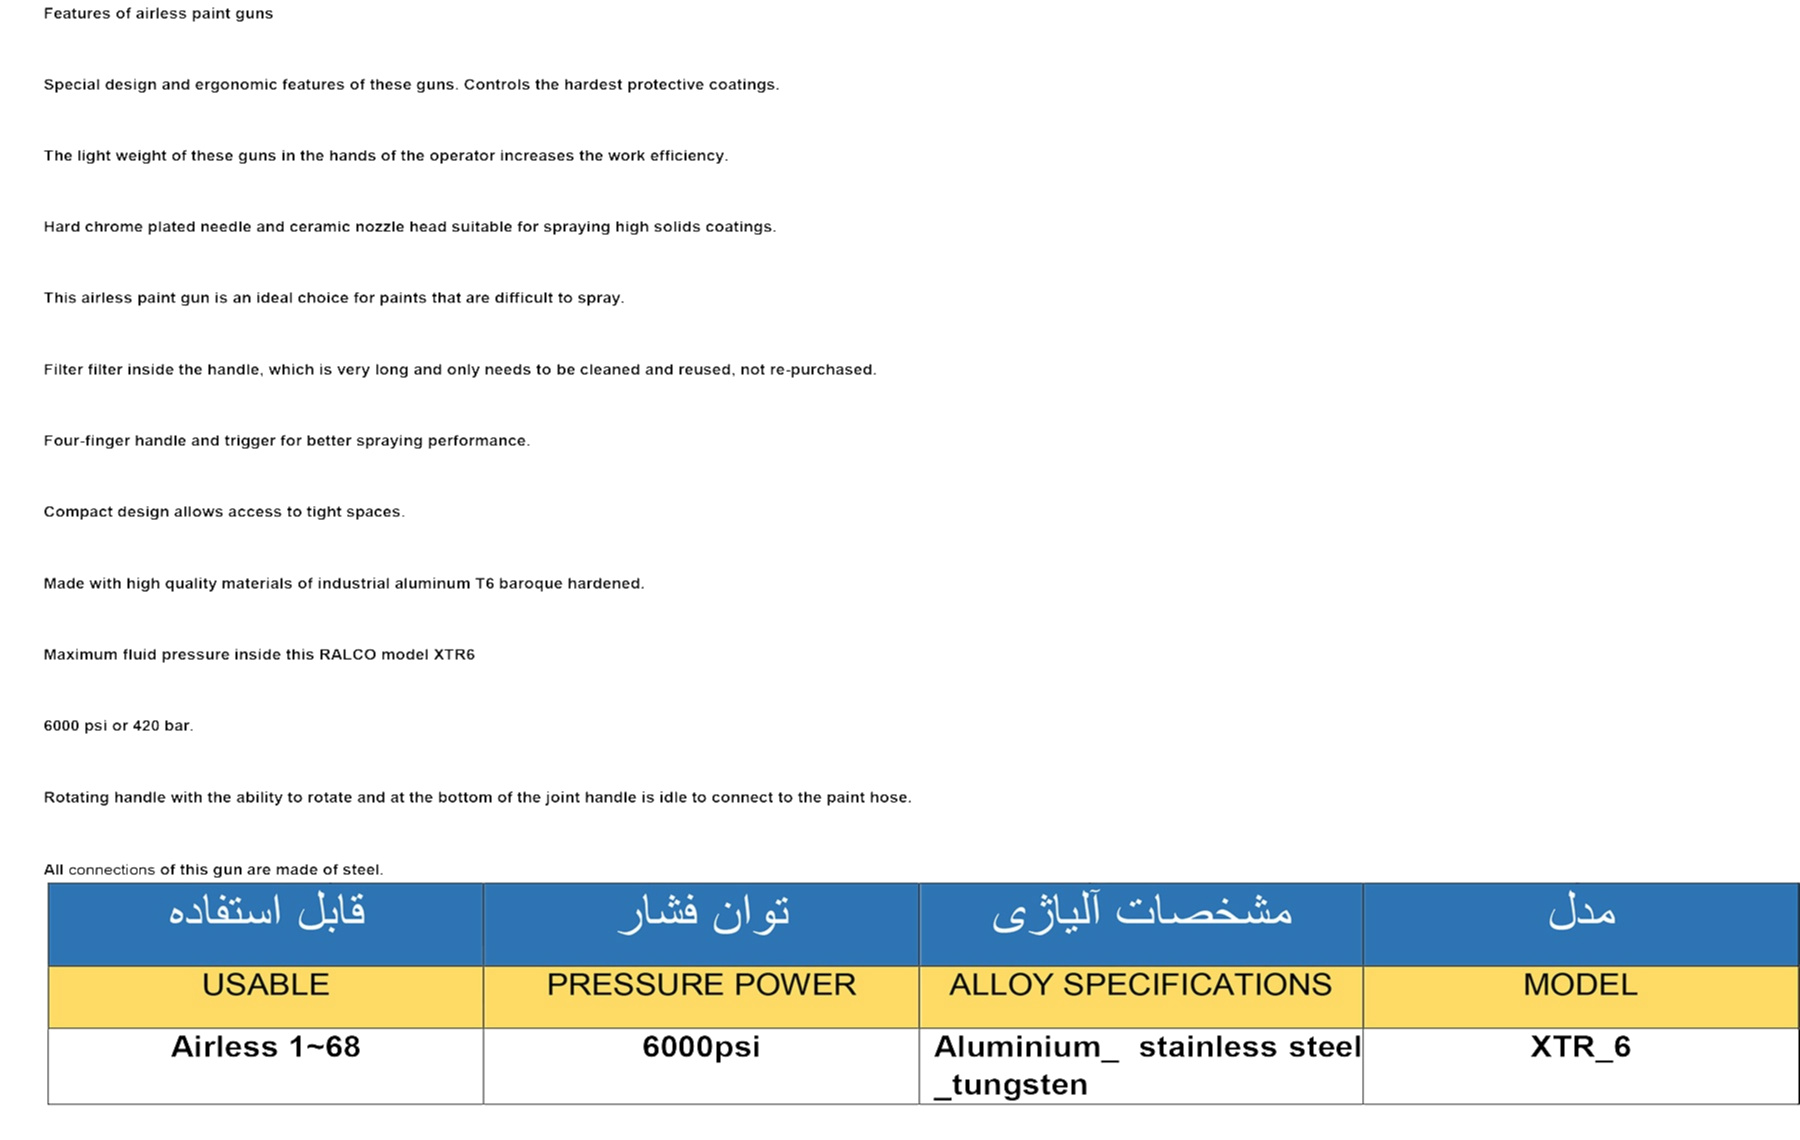 Features of airless paint guns
Special design and ergonomic features of these guns. Controls the hardest protective coatings.
The light weight of these guns in the hands of the operator increases the work efficiency.
Hard chrome plated needle and ceramic nozzle head suitable for spraying high solids coatings.
This airless paint gun is an ideal choice for paints that are difficult to spray.
Filter filter inside the handle, which is very long and only needs to be cleaned and reused, not re-purchased.
Four-finger handle and trigger for better spraying performance.
Compact design allows access to tight spaces.
Made with high quality materials of industrial aluminum T6 baroque hardened.
Maximum fluid pressure inside this RALCO model XTR6
6000 psi or 420 bar.
Rotating handle with the ability to rotate and at the bottom of the joint handle is idle to connect to the paint hose.
All connections of this gun are made of steel.
قابل استفاده
توان فشار
مشخصات آلیاژی
مدل
USABLE
PRESSURE POWER
ALLOY SPECIFICATIONS
MODEL
Airless 1~68
6000psi
Aluminium_ stainless steel
_tungsten
XTR_6